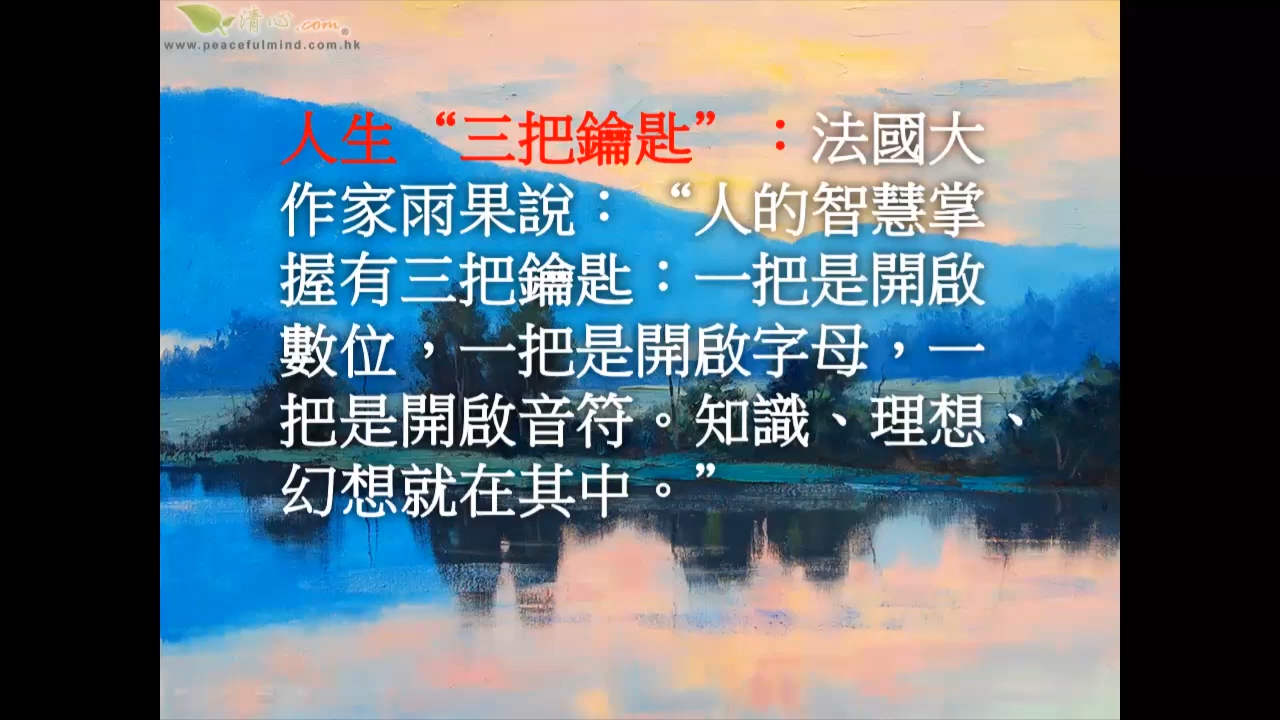 清心.com®
www.peacefulmind.com.hk
人生“三把鑰匙”：法國大
作家雨果說：“人的智慧掌
握有三把鑰匙：一把是開啟
數位，一把是開啟字母，一
把是開啟音符。知識、理想、
幻想就在其中。”